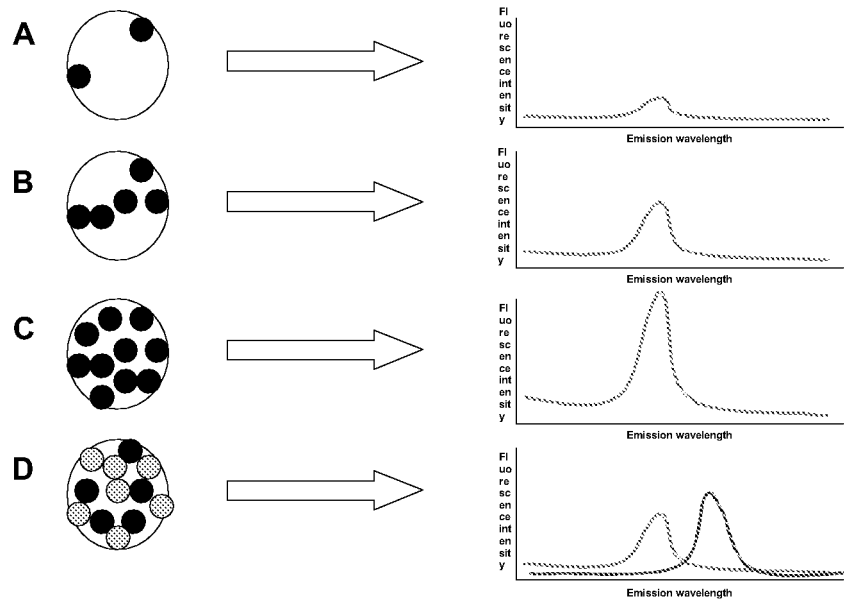 A
Fl
uo
re
sc
en
ce
int
en
sit
y
Emission wavelength
B
Fl
uo
re
sc
en
ce
int
en
sit
y
Emission wavelength
C
Fl
uo
re
sc
en
ce
int
en
sit
y
Emission wavelength
D
Fl
uo
re
sc
en
ce
int
en
sit
y
Emission wavelength